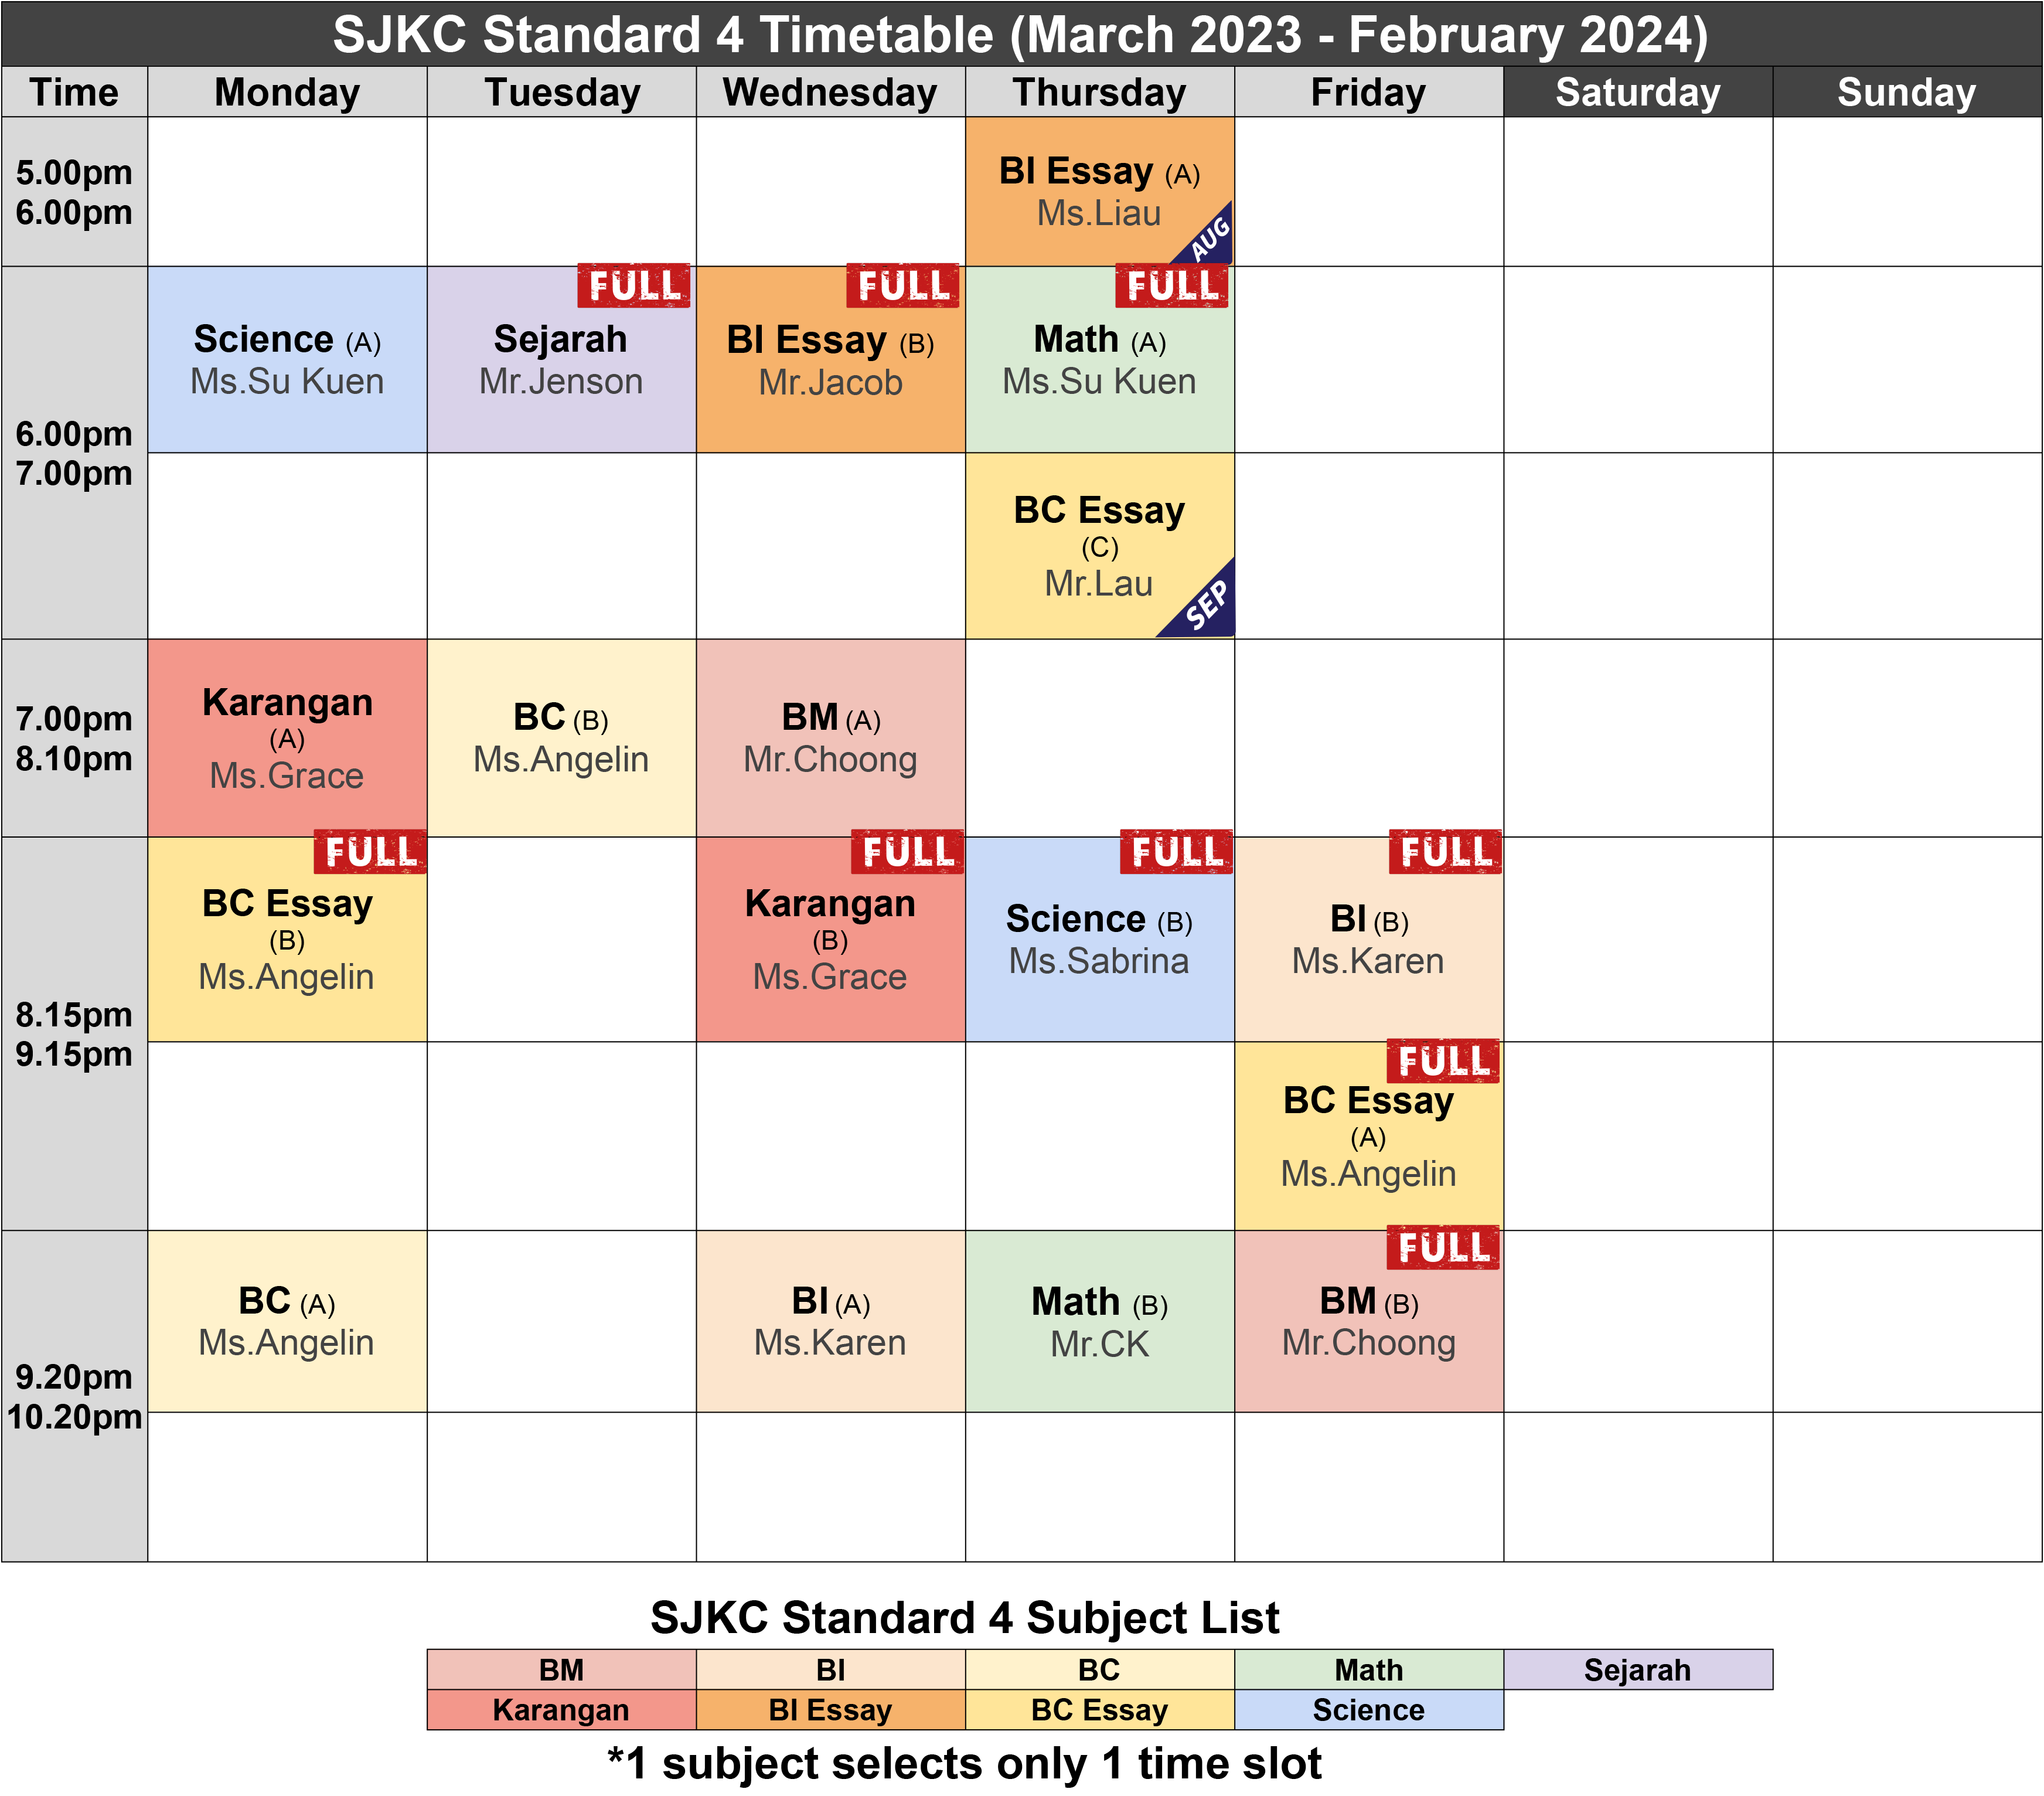 SJKC Standard 4 Timetable (March 2023 - February 2024)
Time Monday Tuesday Wednesday Thursday Friday Saturday Sunday
5.00pm
6.00pm
BI Essay (A)
Ms.Liau
AUG
6.00pm
7.00pm
Science (A)
Ms.Su Kuen
FULL
Sejarah
Mr.Jenson
FULL
BI Essay (B)
Mr.Jacob
FULL
Math (A)
Ms.Su Kuen
BC Essay
(C)
Mr.Lau
SEP
7.00pm
8.10pm
Karangan
(A)
Ms.Grace
BC (B)
Ms.Angelin
BM (A)
Mr.Choong
8.15pm
9.15pm
FULL
BC Essay
(B)
Ms.Angelin
FULL
Karangan
(B)
Ms.Grace
FULL
Science (B)
Ms.Sabrina
FULL
BI (B)
Ms.Karen
FULL
BC Essay
(A)
Ms.Angelin
9.20pm
10.20pm
BC (A)
Ms.Angelin
BI (A)
Ms.Karen
Math (B)
Mr.CK
FULL
BM (B)
Mr.Choong
SJKC Standard 4 Subject List
BM BI BC Math Sejarah
Karangan BI Essay BC Essay Science
*1 subject selects only 1 time slot